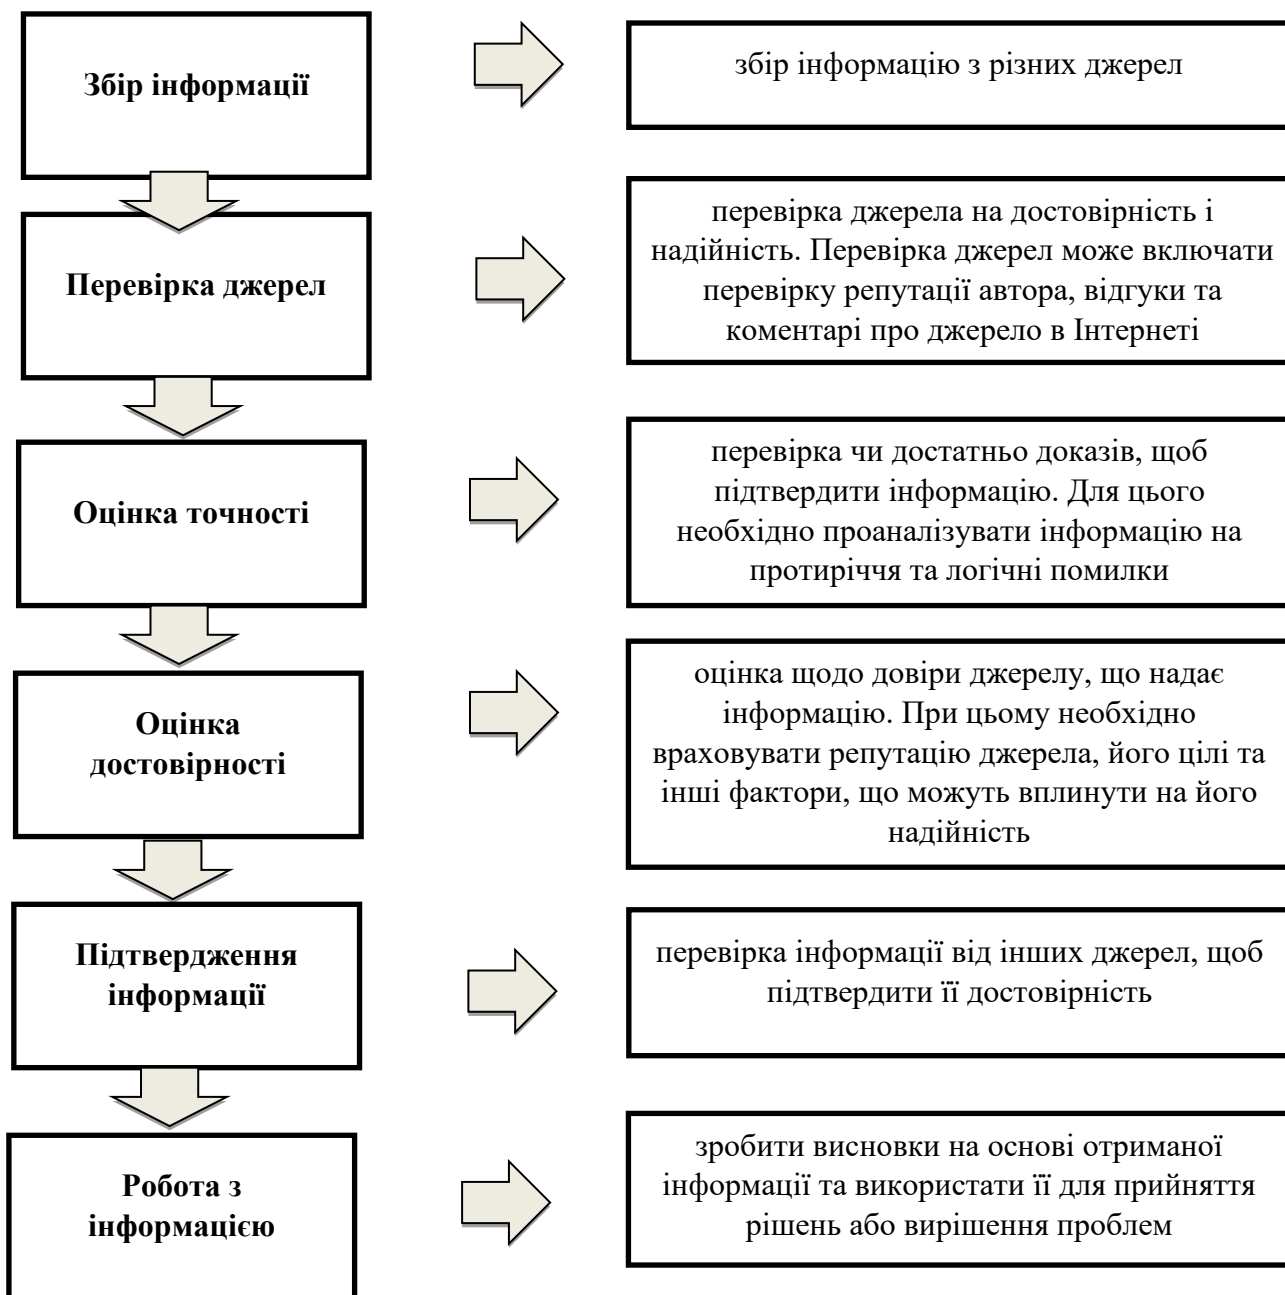 Збір інформації
збір інформацію з різних джерел
Перевірка джерел
перевірка джерела на достовірність і
надійність. Перевірка джерел може включати
перевірку репутації автора, відгуки та
коментарі про джерело в Інтернеті
Оцінка точності
перевірка чи достатньо доказів, щоб
підтвердити інформацію. Для цього
необхідно проаналізувати інформацію на
протиріччя та логічні помилки
Оцінка
достовірності
оцінка щодо довіри джерелу, що надає
інформацію. При цьому необхідно
враховувати репутацію джерела, його цілі та
інші фактори, що можуть вплинути на його
надійність
Підтвердження
інформації
перевірка інформації від інших джерел, щоб
підтвердити її достовірність
Робота з
інформацією
зробити висновки на основі отриманої
інформації та використати її для прийняття
рішень або вирішення проблем